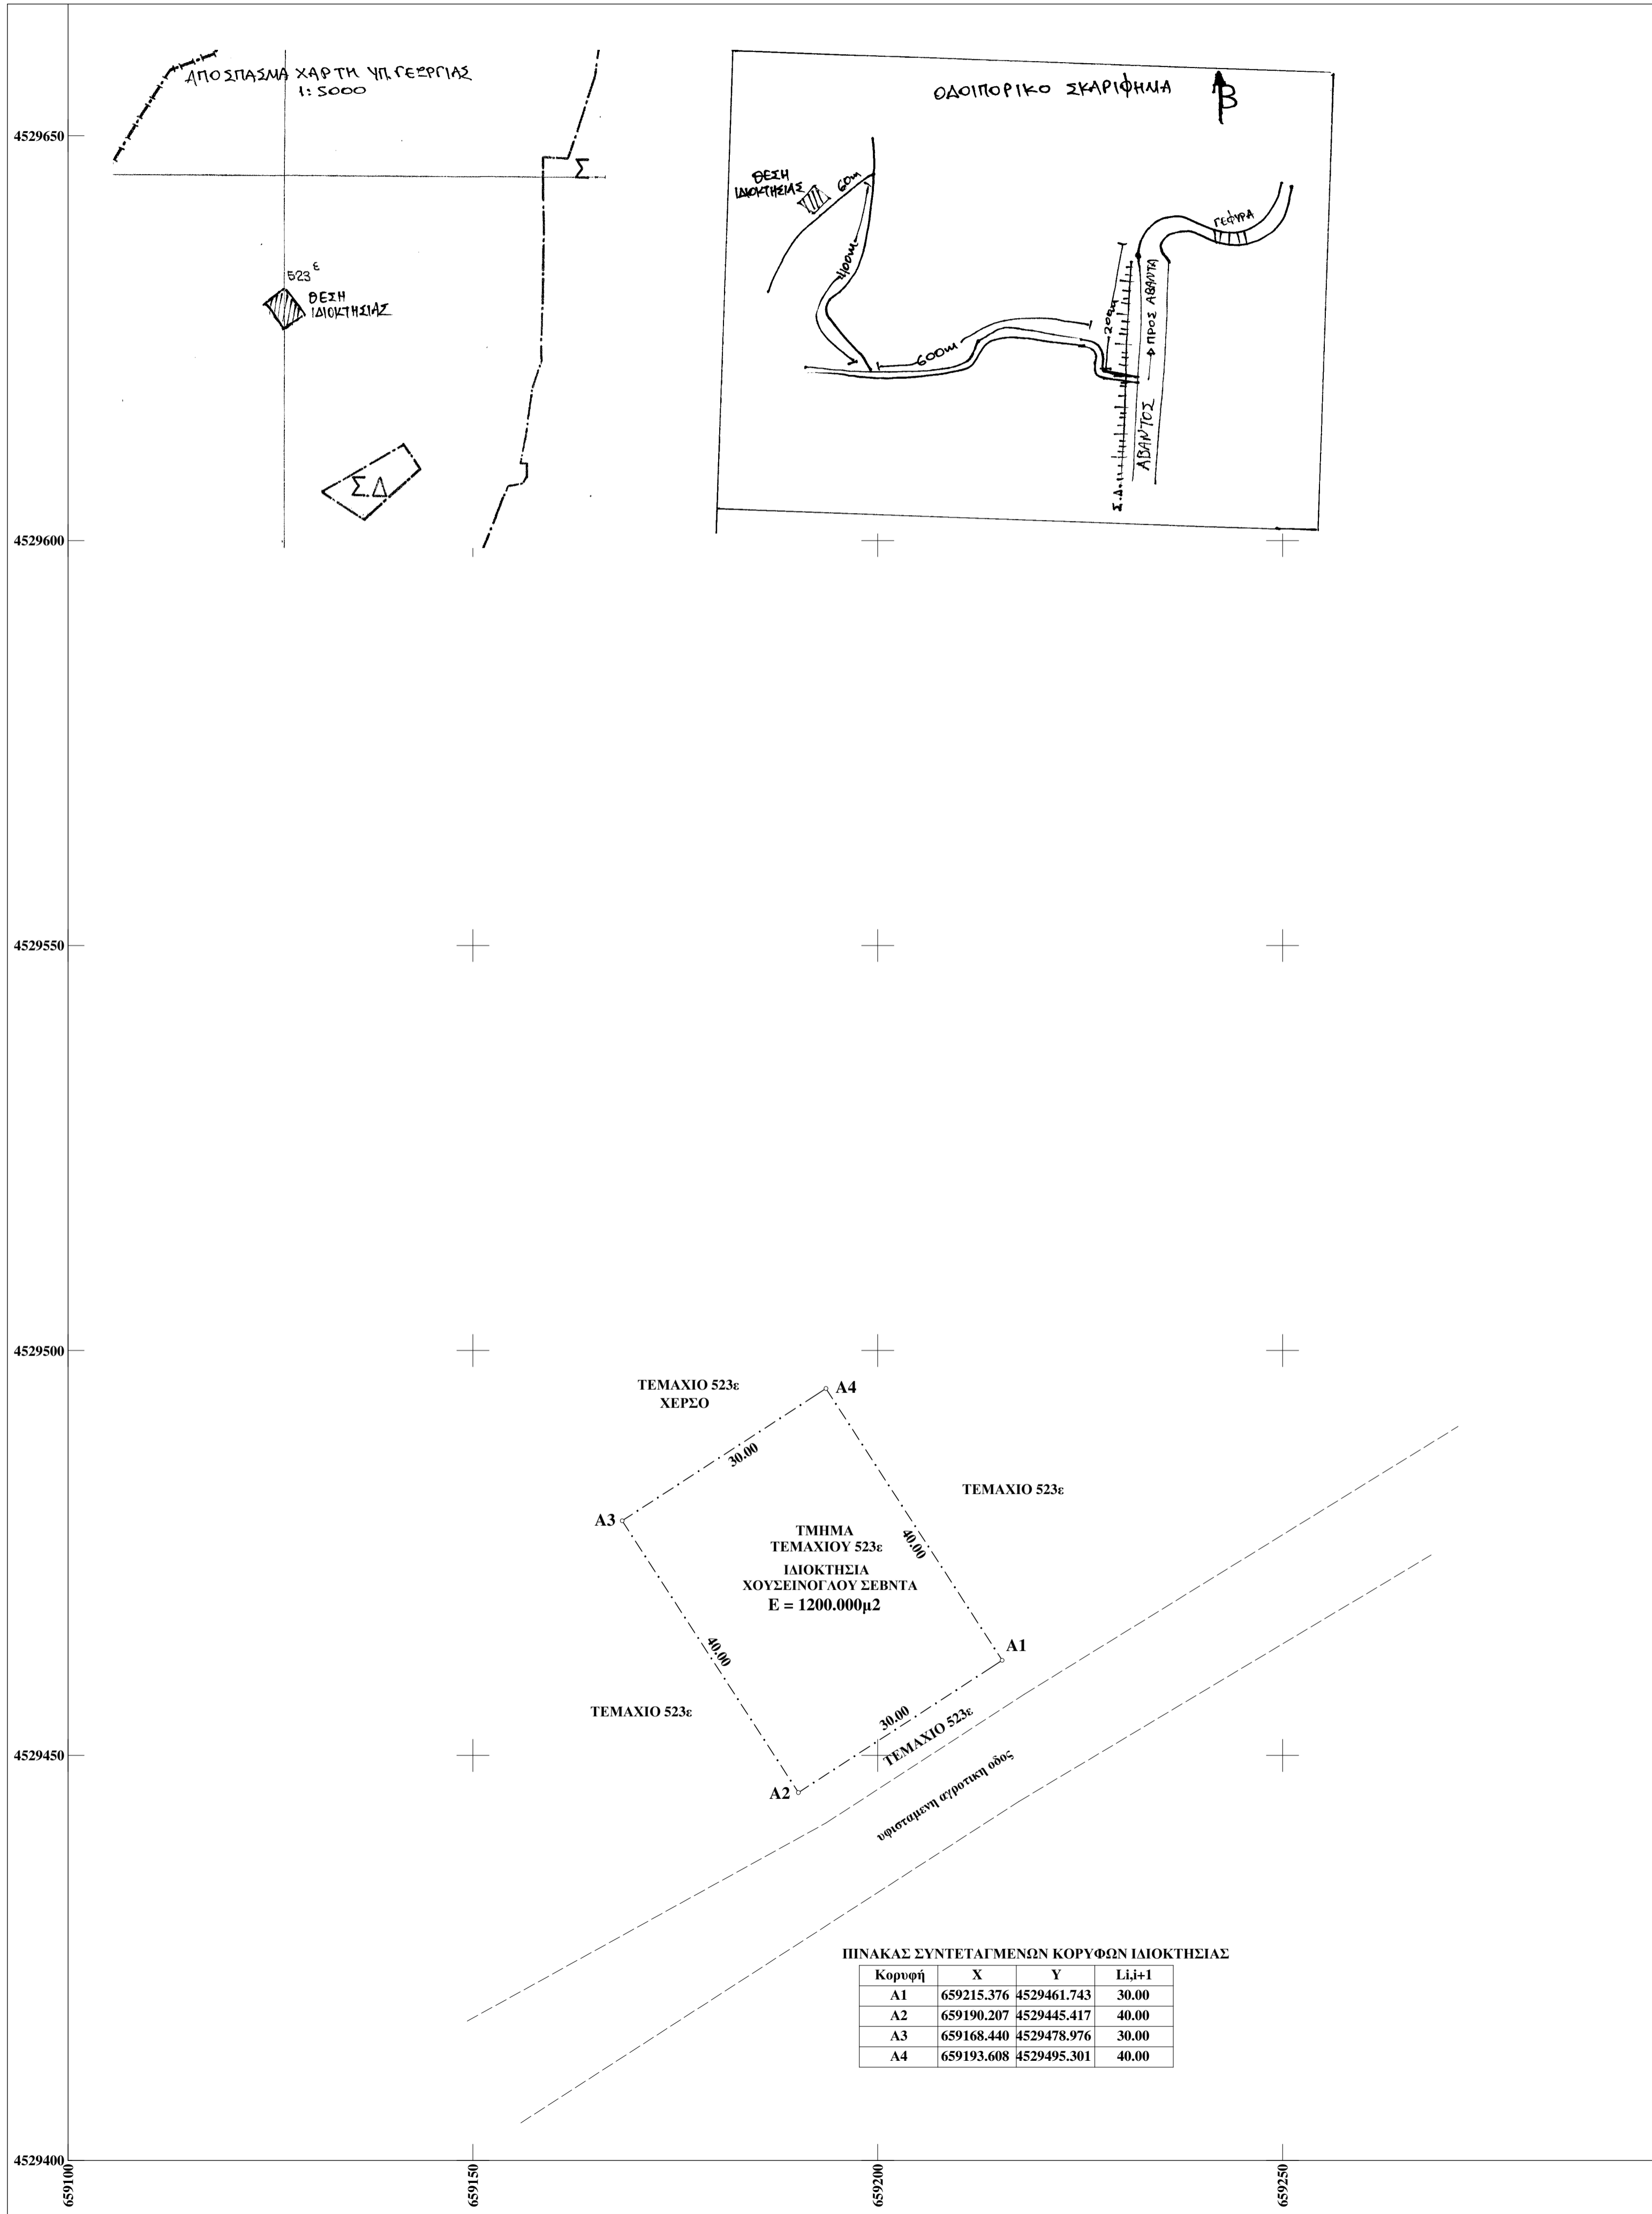 ΑΠΟΣΠΑΣΜΑ ΧΑΡΤΗ ΥΠ. ΓΕΩΡΓΙΑΣ
1:5000
Σ
523 ε
ΘΕΣΗ
ΙΔΙΟΚΤΗΣΙΑΣ
Σ.Δ
ΟΔΟΙΠΟΡΙΚΟ ΣΚΑΡΙΦΗΜΑ
Β
ΘΕΣΗ
ΙΔΙΟΚΤΗΣΙΑΣ
60m
400m
600m
200m
ΓΕΦΥΡΑ
ΠΡΟΣ ΑΒΑΝΤΑ
ΑΒΑΝΤΟΣ
Σ.Δ.
4529650
4529600
4529550
4529500
4529450
4529400
659100
659150
659200
659250
ΤΕΜΑΧΙΟ 523ε
ΧΕΡΣΟ
A4
30.00
A3
ΤΕΜΑΧΙΟ 523ε
40.00
ΤΜΗΜΑ
ΤΕΜΑΧΙΟΥ 523ε
ΙΔΙΟΚΤΗΣΙΑ
ΧΟΥΣΕΙΝΟΓΛΟΥ ΣΕΒΝΤΑ
E = 1200.000μ2
40.00
A1
ΤΕΜΑΧΙΟ 523ε
30.00
ΤΕΜΑΧΙΟ 523ε
A2
υφισταμενη αγροτικη οδος
ΠΙΝΑΚΑΣ ΣΥΝΤΕΤΑΓΜΕΝΩΝ ΚΟΡΥΦΩΝ ΙΔΙΟΚΤΗΣΙΑΣ
Κορυφή X Y Li,i+1
A1 659215.376 4529461.743 30.00
A2 659190.207 4529445.417 40.00
A3 659168.440 4529478.976 30.00
A4 659193.608 4529495.301 40.00